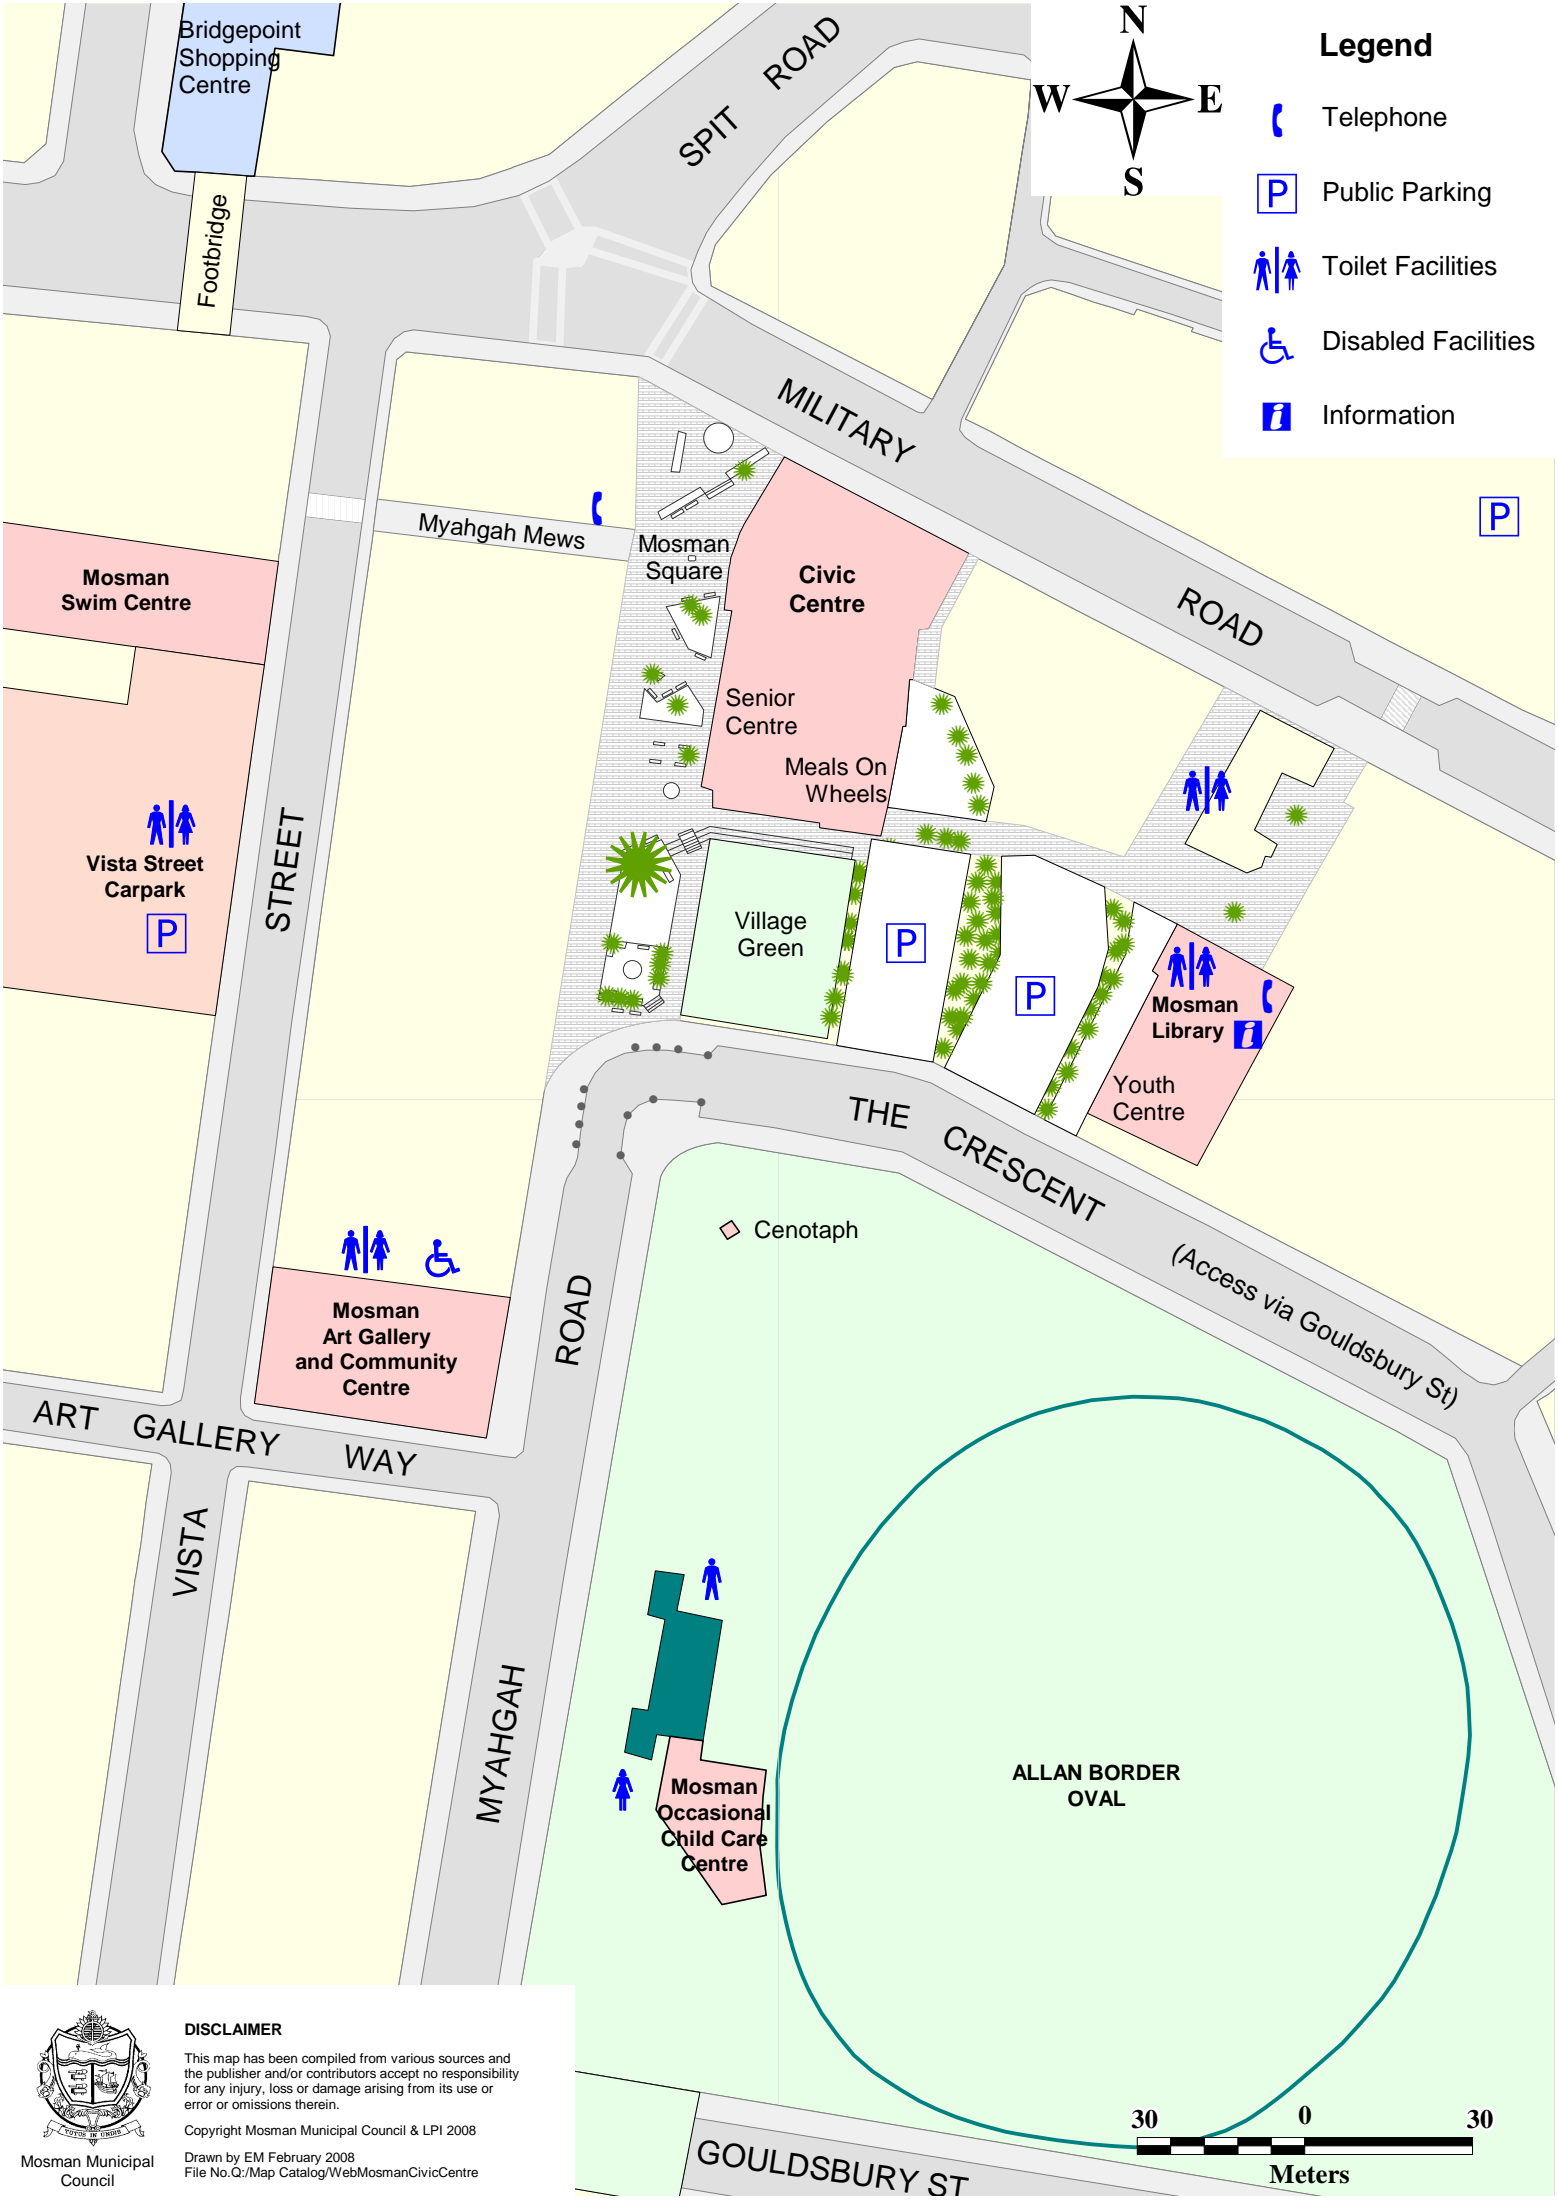 Bridgepoint
Shopping
Centre
SPIT ROAD
N
W E
S
Legend
Telephone
P Public Parking
Toilet Facilities
Disabled Facilities
i Information
Footbridge
MILITARY
ROAD
P
Myahgah Mews
Mosman
Square
Civic
Centre
Mosman
Swim Centre
Senior
Centre
Meals On
Wheels
STREET
Vista Street
Carpark
P
Village
Green
P
P
Mosman
Library
i
Youth
Centre
THE CRESCENT
(Access via Gouldsbury St)
Cenotaph
Mosman
Art Gallery
and Community
Centre
ROAD
ART GALLERY WAY
VISTA
MYAHGAH
Mosman
Occasional
Child Care
Centre
ALLAN BORDER
OVAL
DISCLAIMER
This map has been compiled from various sources and
the publisher and/or contributors accept no responsibility
for any injury, loss or damage arising from its use or
error or omissions therein.
Copyright Mosman Municipal Council & LPI 2008
Drawn by EM February 2008
File No.Q:/Map Catalog/WebMosmanCivicCentre
VOTUS IN UNDIS
Mosman Municipal
Council
GOULDSBURY ST
30 0 30
Meters